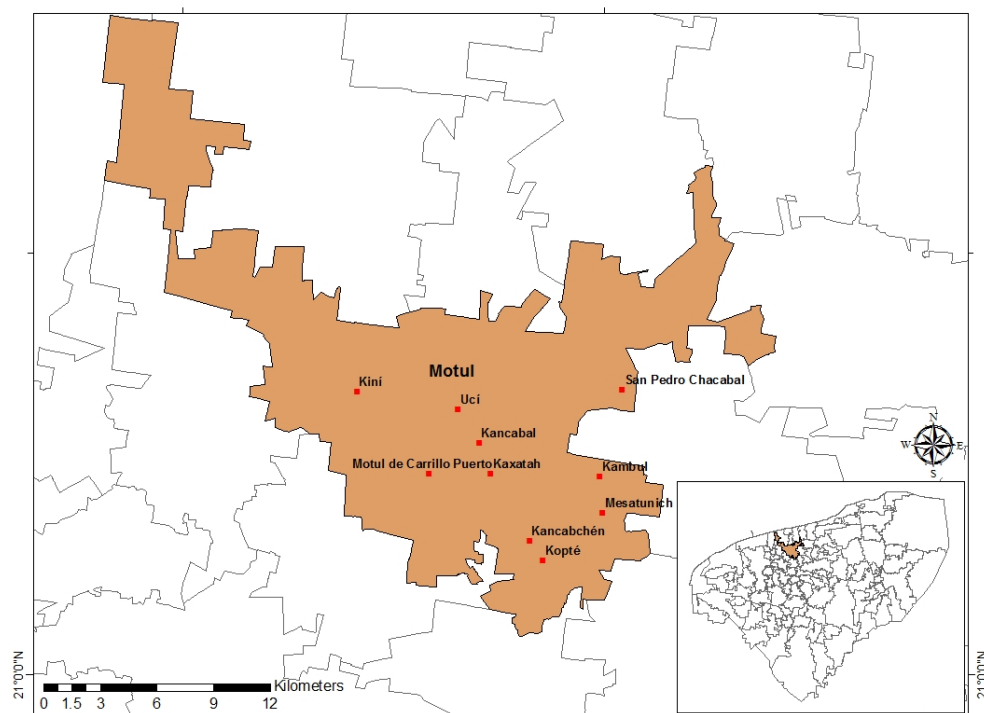 Motul
Kiní
San Pedro Chacabal
Ucí
Kancabal
N
W
E
S
Motul de Carrillo Puerto
Kaxatah
Kambul
Mesatunich
Kancabchén
Kopté
21°0'0"N
21°0'0"N
Kilometers
0 1.5 3 6 9 12